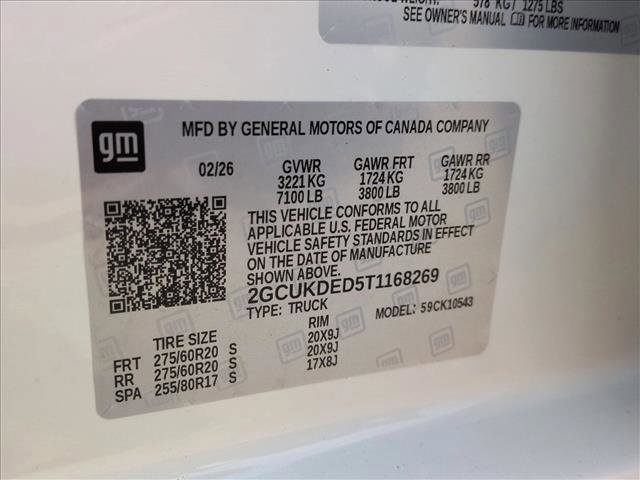 578 KG / 1275 LBS
SEE OWNER'S MANUAL FOR MORE INFORMATION
gm
MFD BY GENERAL MOTORS OF CANADA COMPANY
02/26 GVWR GAWR FRT GAWR RR
3221 KG 1724 KG 1724 KG
7100 LB 3800 LB 3800 LB
THIS VEHICLE CONFORMS TO ALL
APPLICABLE U.S. FEDERAL MOTOR
VEHICLE SAFETY STANDARDS IN EFFECT
ON THE DATE OF MANUFACTURE
SHOWN ABOVE.
2GCUKDED5T1168269
TYPE: TRUCK MODEL: 59CK10543
TIRE SIZE RIM
FRT 275/60R20 S 20X9J
RR 275/60R20 S 20X9J
SPA 255/80R17 S 17X8J